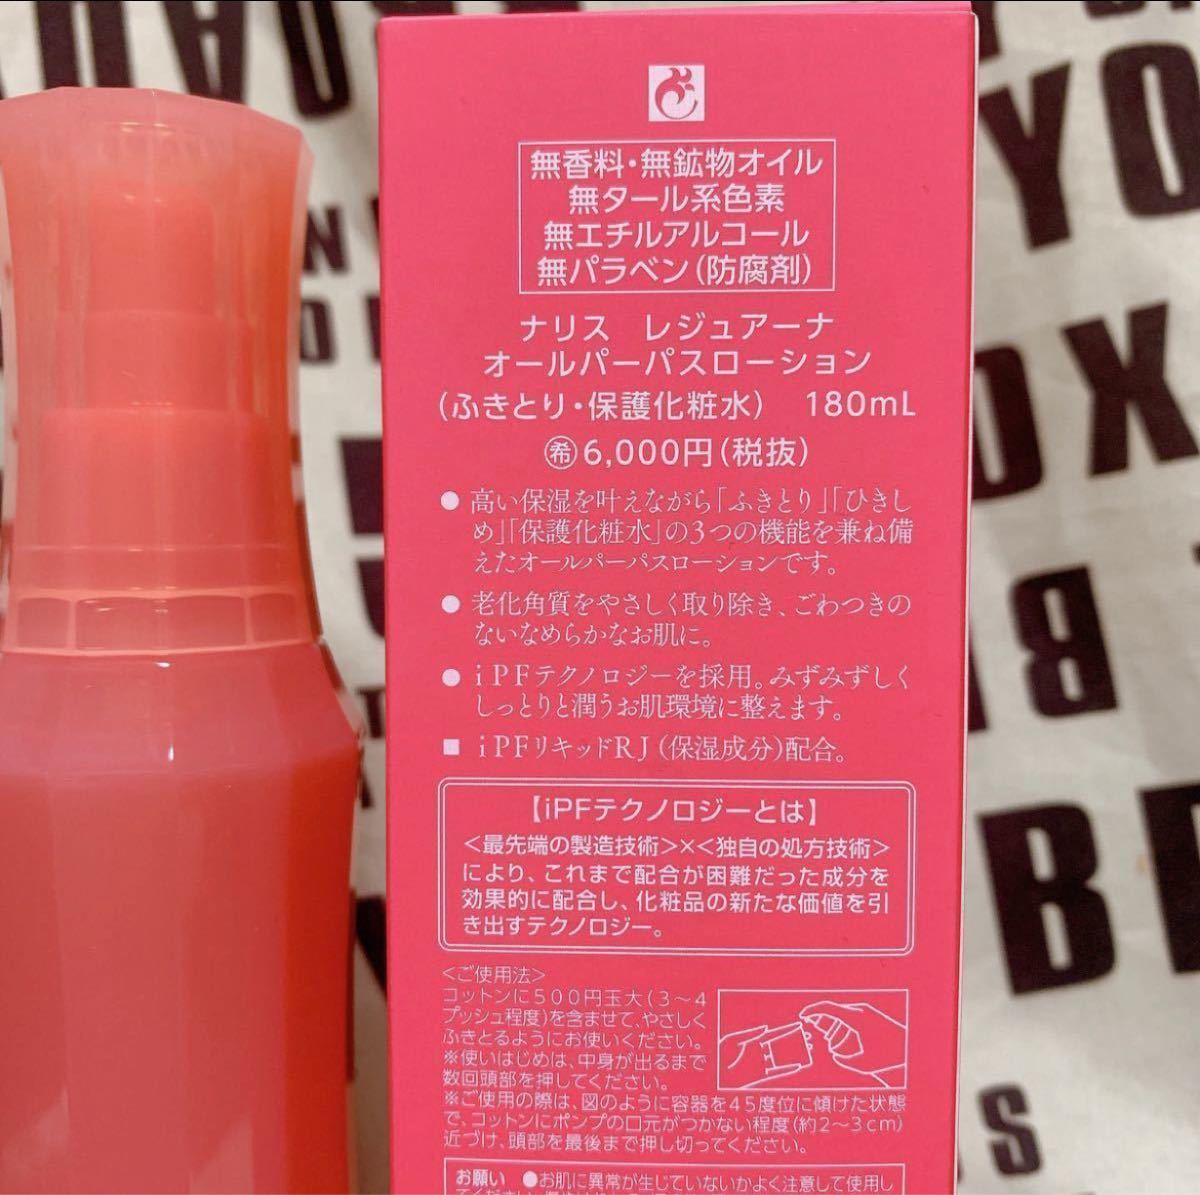 無香料・無鉱物オイル
無タール系色素
無エチルアルコール
無パラベン(防腐剤)
ナリス　レジュアーナ
オールパーパスローション
(ふきとり・保護化粧水)　180mL
㊒6,000円(税抜)
●高い保湿を叶えながら「ふきとり」「ひきし
め」「保護化粧水」の3つの機能を兼ね備
えたオールパーパスローションです。
●老化角質をやさしく取り除き、ごわつきの
ないなめらかなお肌に。
●iPFテクノロジーを採用。みずみずしく
しっとりと潤うお肌環境に整えます。
■iPFリキッドRJ(保湿成分)配合。
【iPFテクノロジーとは】
<最先端の製造技術>×<独自の処方技術>
により、これまで配合が困難だった成分を
効果的に配合し、化粧品の新たな価値を引
き出すテクノロジー。
<ご使用法>
コットンに500円玉大(3～4
プッシュ程度)を含ませて、やさしく
ふきとるようにお使いください。
※使いはじめは、中身が出るまで
数回頭部を押してください。
※ご使用の際は、図のように容器を45度位に傾けた状態
で、コットンにポンプの口元がつかない程度(約2～3cm)
近づけ、頭部を最後まで押し切ってください。
お願い　●お肌に異常が生じていないかよく注意して使用し
てください
YO
OX
B
BE
S